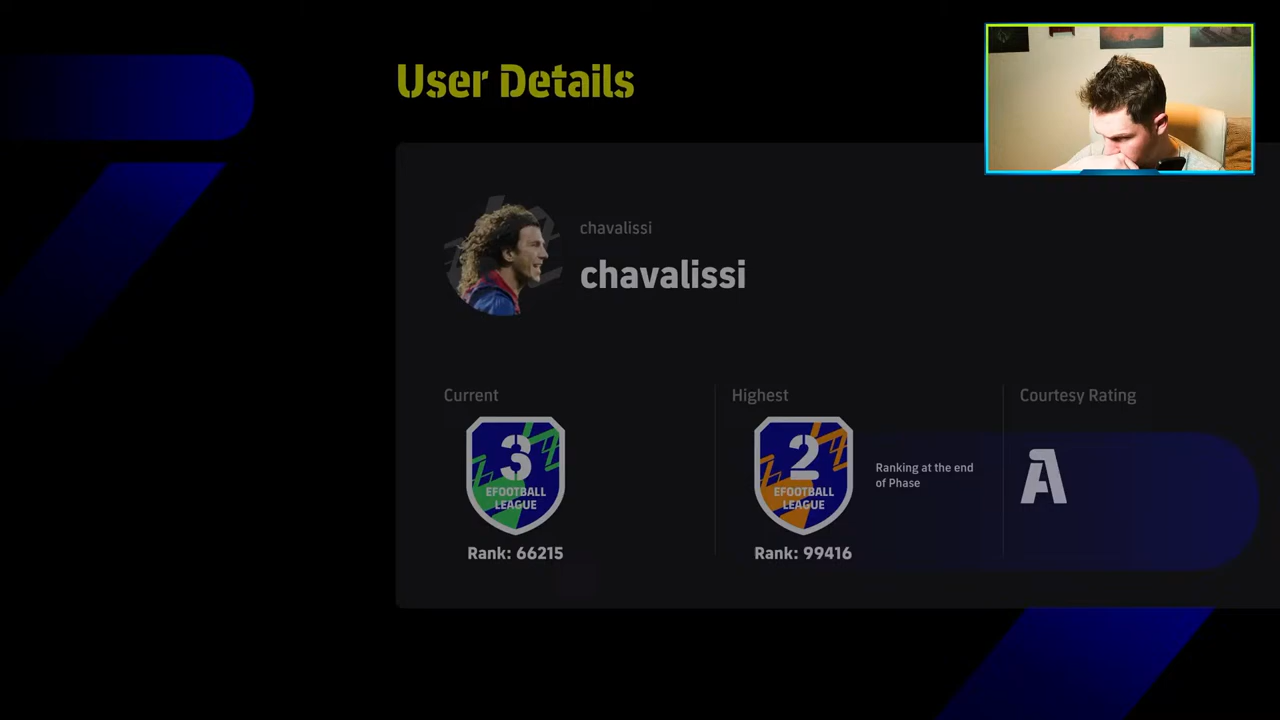 User Details
chavalissi
chavalissi
Current
3
EFOOTBALL
LEAGUE
Rank: 66215
Highest
2
EFOOTBALL
LEAGUE
Rank: 99416
Ranking at the end
of Phase
Courtesy Rating
A